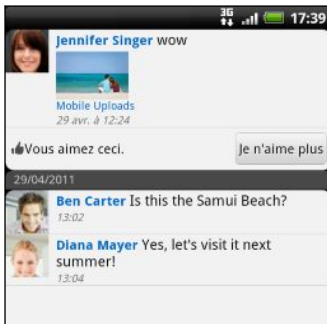 3G 17:39
Jennifer Singer wow
Mobile Uploads
29 avr. à 12:24
Vous aimez ceci.
Je n'aime plus
29/04/2011
Ben Carter Is this the Samui Beach?
13:02
Diana Mayer Yes, let's visit it next
summer!
13:04